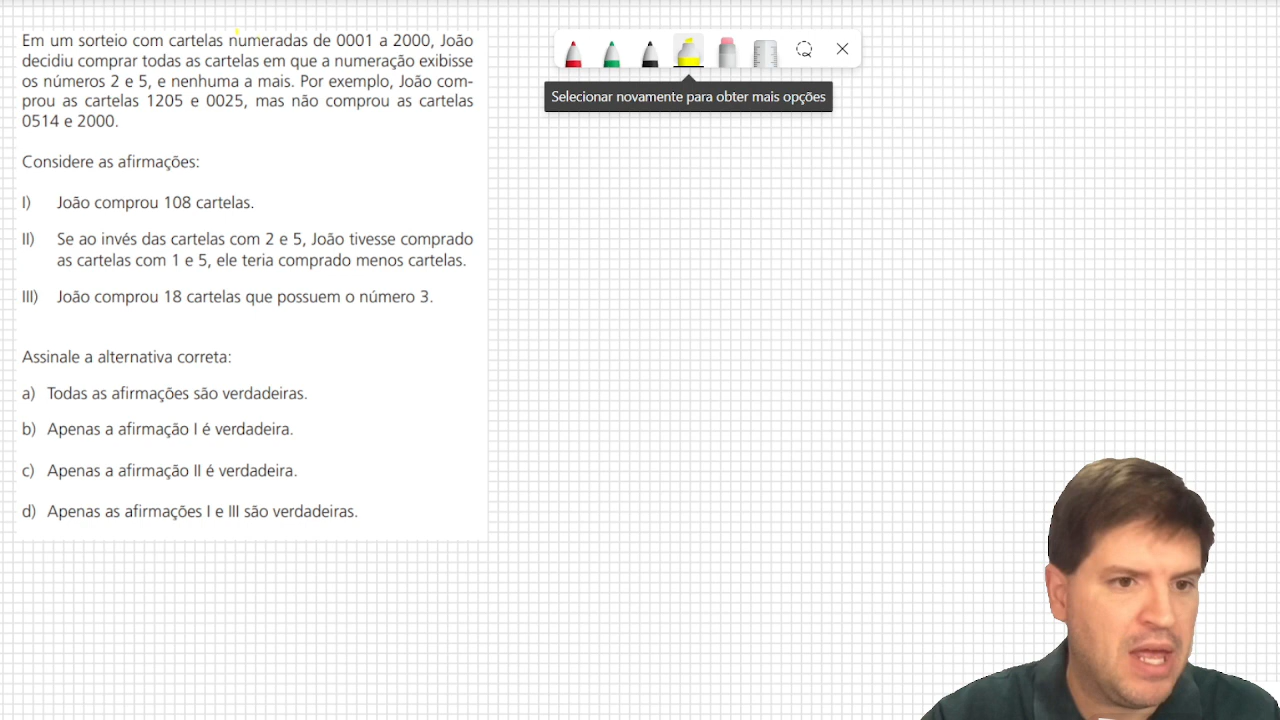 Em um sorteio com cartelas numeradas de 0001 a 2000, João
decidiu comprar todas as cartelas em que a numeração exibisse
os números 2 e 5, e nenhuma a mais. Por exemplo, João com-
prou as cartelas 1205 e 0025, mas não comprou as cartelas
0514 e 2000.
Considere as afirmações:
I) João comprou 108 cartelas.
II) Se ao invés das cartelas com 2 e 5, João tivesse comprado
as cartelas com 1 e 5, ele teria comprado menos cartelas.
III) João comprou 18 cartelas que possuem o número 3.
Assinale a alternativa correta:
a) Todas as afirmações são verdadeiras.
b) Apenas a afirmação I é verdadeira.
c) Apenas a afirmação II é verdadeira.
d) Apenas as afirmações I e III são verdadeiras.
Selecionar novamente para obter mais opções